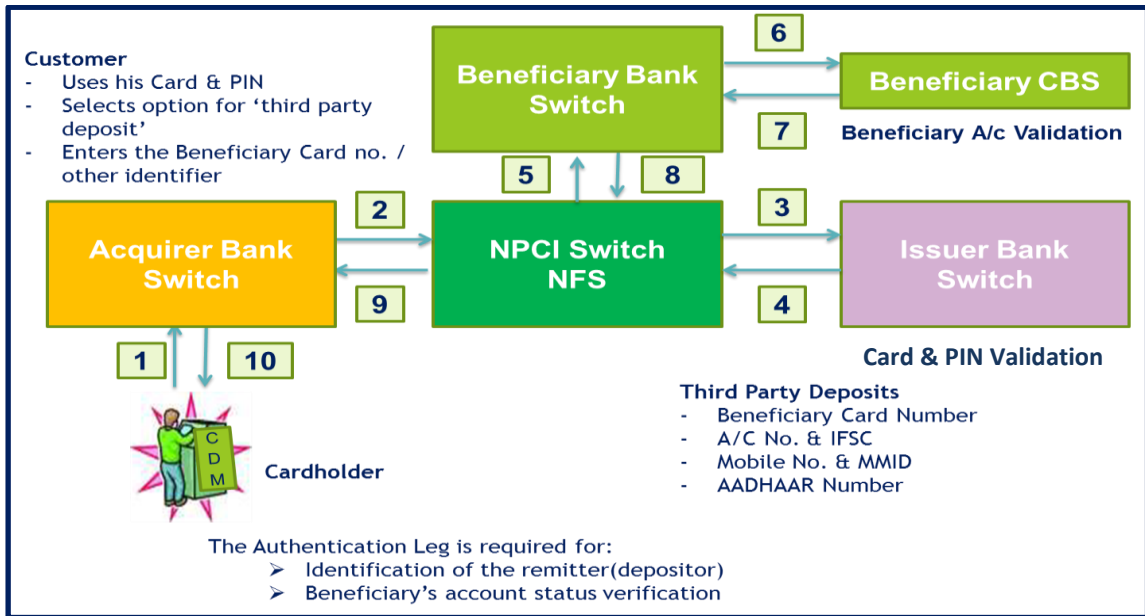 Customer
- Uses his Card & PIN
- Selects option for ‘third party
deposit’
- Enters the Beneficiary Card no. /
other identifier
6
Beneficiary Bank
Switch
Beneficiary CBS
7
Beneficiary A/c Validation
5
8
2
3
Acquirer Bank
Switch
NPCI Switch
NFS
Issuer Bank
Switch
9
4
1
10
Card & PIN Validation
C
D
M
Cardholder
Third Party Deposits
- Beneficiary Card Number
- A/C No. & IFSC
- Mobile No. & MMID
- AADHAAR Number
The Authentication Leg is required for:
➢ Identification of the remitter(depositor)
➢ Beneficiary’s account status verification